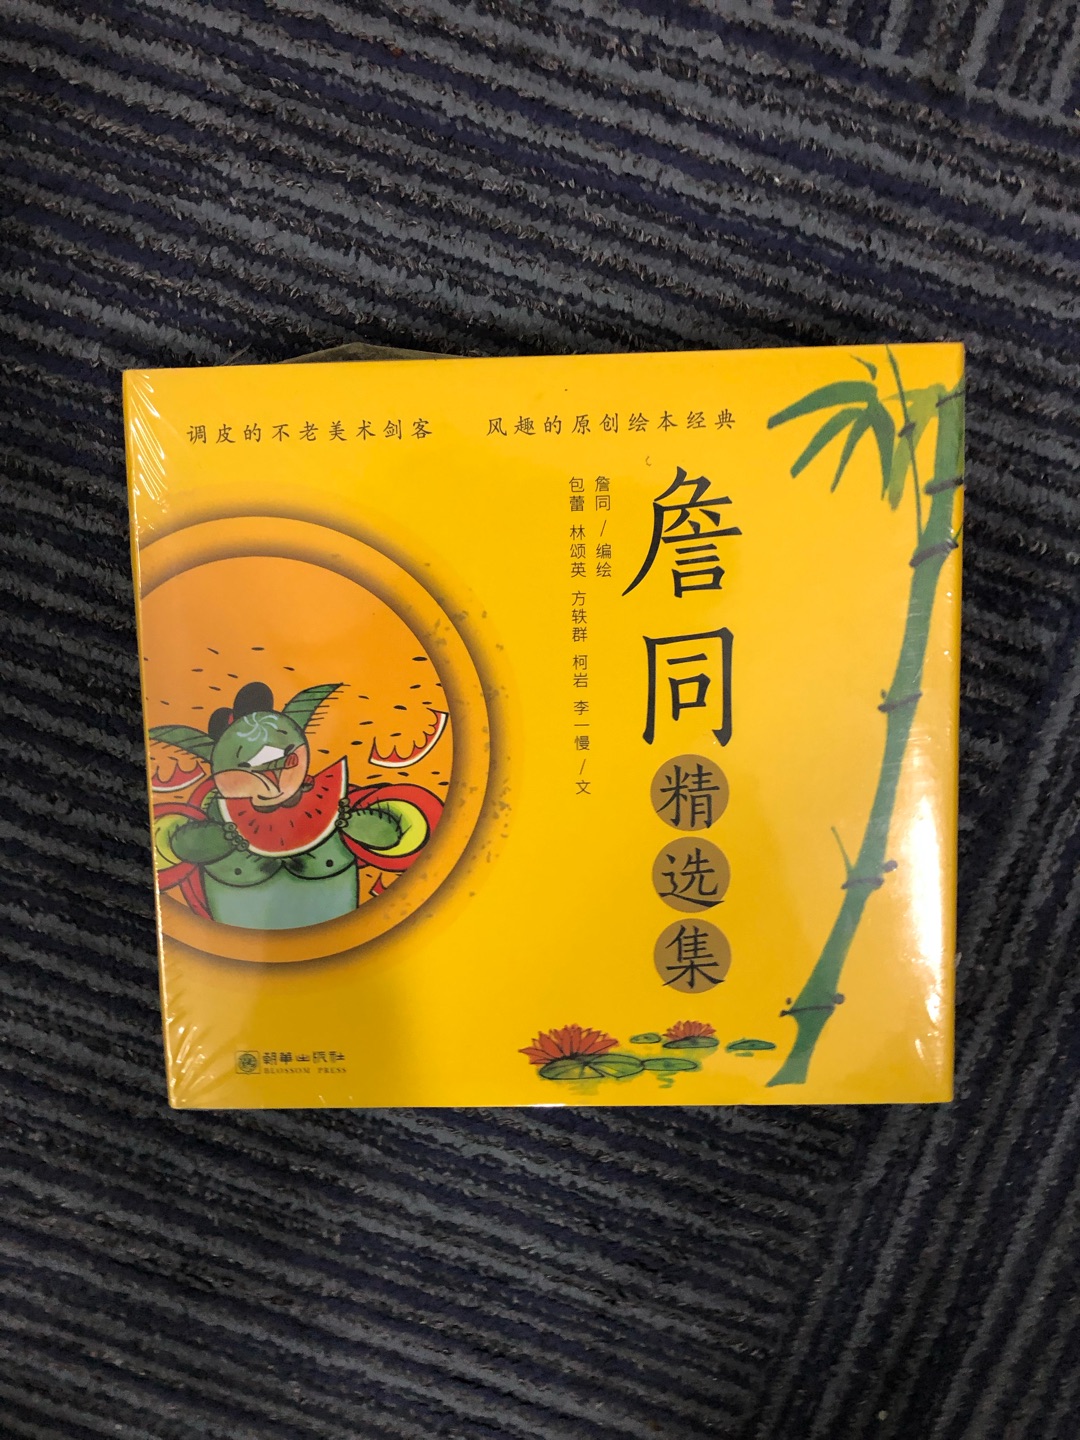 调皮的不老美术剑客 风趣的原创绘本经典
詹同精选集
詹同/编绘
包蕾 林颂英 方轶群 柯岩 李一慢/文
朝华出版社
BLOSSOM PRESS